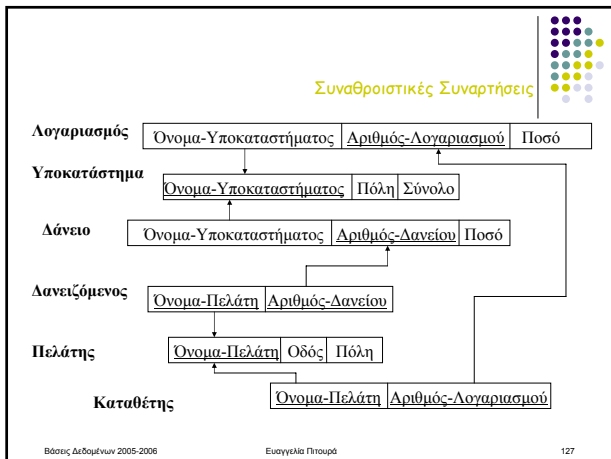 Συναθροιστικές Συναρτήσεις
Λογαριασμός Όνομα-Υποκαταστήματος Αριθμός-Λογαριασμού Ποσό
Υποκατάστημα
Όνομα-Υποκαταστήματος Πόλη Σύνολο
Δάνειο Όνομα-Υποκαταστήματος Αριθμός-Δανείου Ποσό
Δανειζόμενος Όνομα-Πελάτη Αριθμός-Δανείου
Πελάτης Όνομα-Πελάτη Οδός Πόλη
Καταθέτης Όνομα-Πελάτη Αριθμός-Λογαριασμού
Βάσεις Δεδομένων 2005-2006 Ευαγγελία Πιτουρά 127